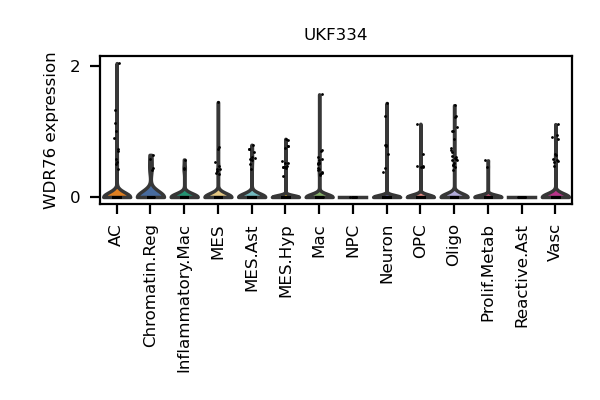 UKF334
WDR76 expression
2
0
AC
Chromatin.Reg
Inflammatory.Mac
MES
MES.Ast
MES.Hyp
Mac
NPC
Neuron
OPC
Oligo
Prolif.Metab
Reactive.Ast
Vasc